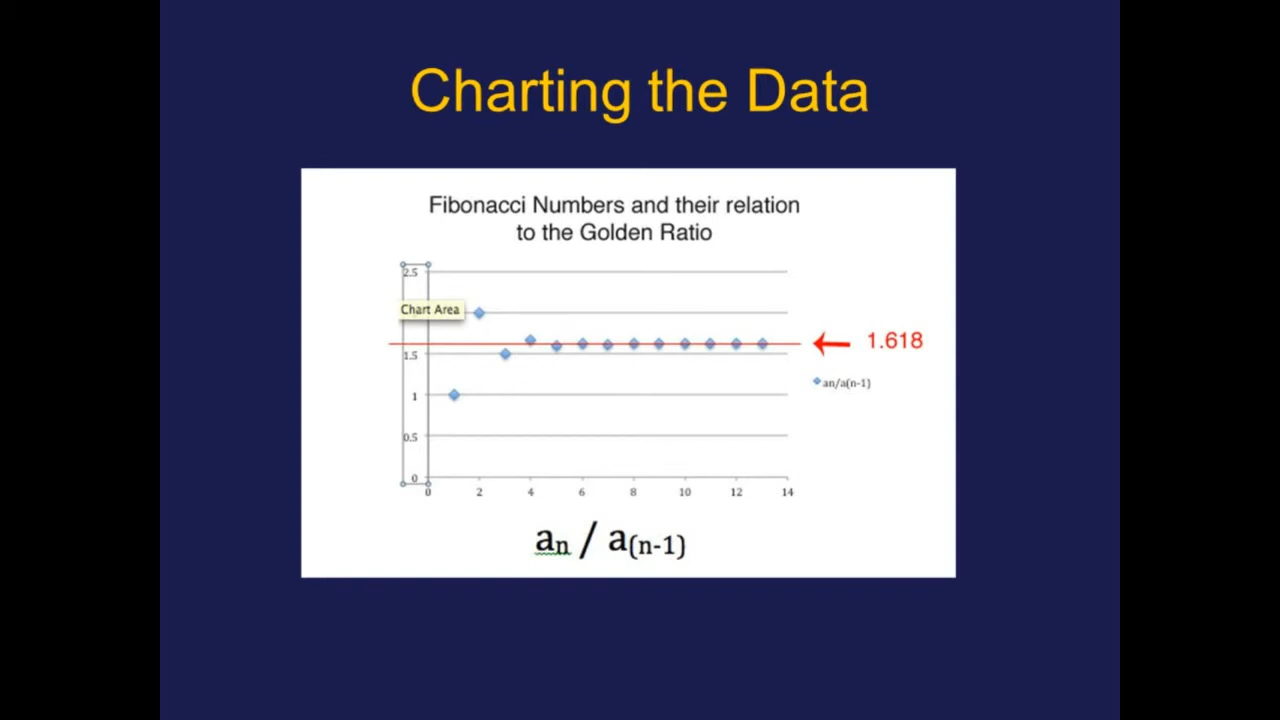 Charting the Data
Fibonacci Numbers and their relation
to the Golden Ratio
2.5
Chart Area
1.618
1.5
an/a(n-1)
1
0.5
0
0 2 4 6 8 10 12 14
an / a(n-1)